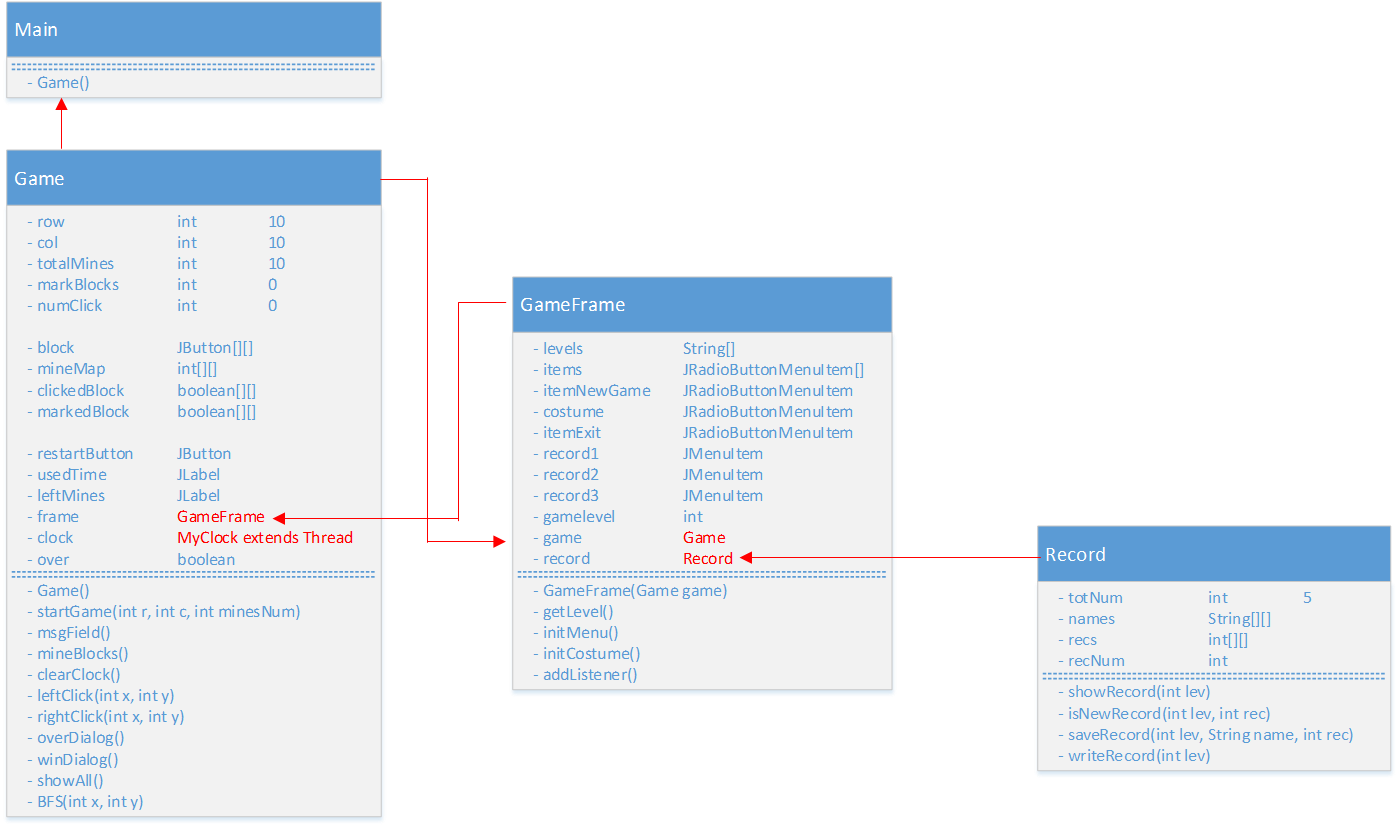 Main
- Game()
Game
- row int 10
- col int 10
- totalMines int 10
- markBlocks int 0
- numClick int 0
- block JButton[][]
- mineMap int[][]
- clickedBlock boolean[][]
- markedBlock boolean[][]
- restartButton JButton
- usedTime JLabel
- leftMines JLabel
- frame GameFrame
- clock MyClock extends Thread
- over boolean
- Game()
- startGame(int r, int c, int minesNum)
- msgField()
- mineBlocks()
- clearClock()
- leftClick(int x, int y)
- rightClick(int x, int y)
- overDialog()
- winDialog()
- showAll()
- BFS(int x, int y)
GameFrame
- levels String[]
- items JRadioButtonMenuItem[]
- itemNewGame JRadioButtonMenuItem
- costume JRadioButtonMenuItem
- itemExit JRadioButtonMenuItem
- record1 JMenuItem
- record2 JMenuItem
- record3 JMenuItem
- gamelevel int
- game Game
- record Record
- GameFrame(Game game)
- getLevel()
- initMenu()
- initCostume()
- addListener()
Record
- totNum int 5
- names String[][]
- recs int[][]
- recNum int
- showRecord(int lev)
- isNewRecord(int lev, int rec)
- saveRecord(int lev, String name, int rec)
- writeRecord(int lev)